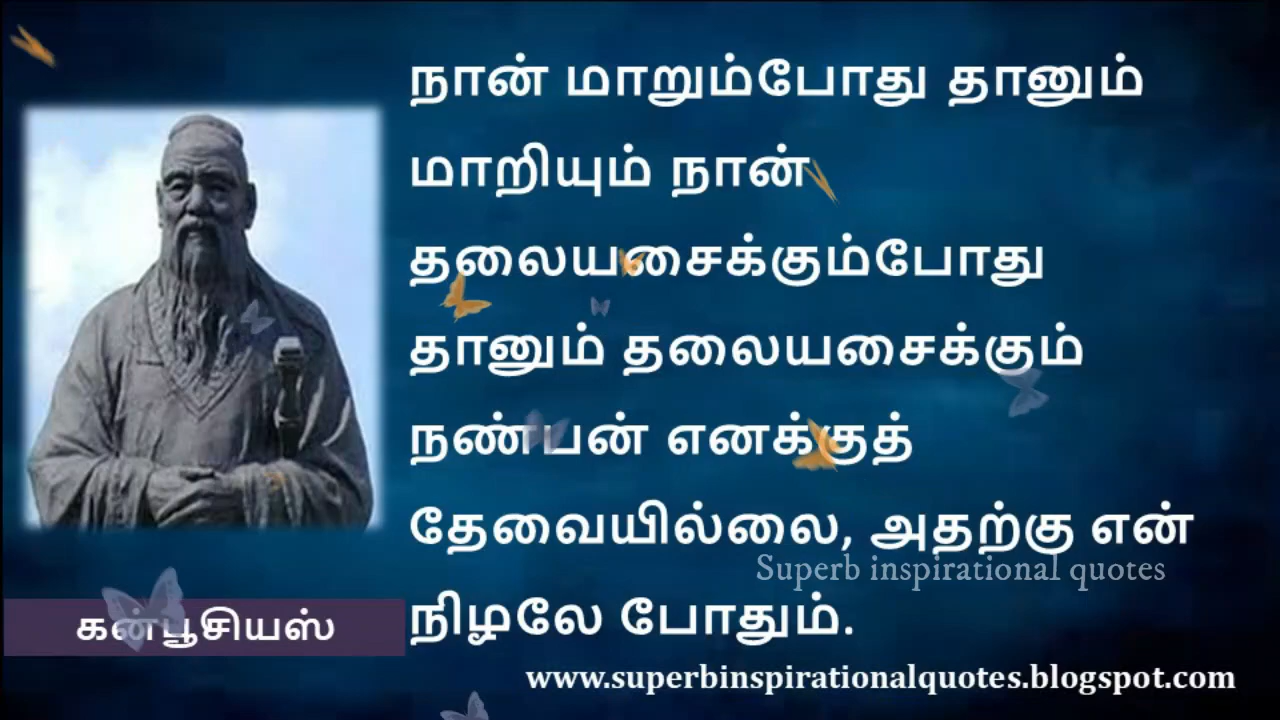 நான் மாறும்போது தானும்
மாறியும் நான்
தலையசைக்கும்போது
தானும் தலையசைக்கும்
நண்பன் எனக்குத்
தேவையில்லை, அதற்கு என்
Superb inspirational quotes
நிழலே போதும்.
கன்பூசியஸ்
www.superbinspirationalquotes.blogspot.com